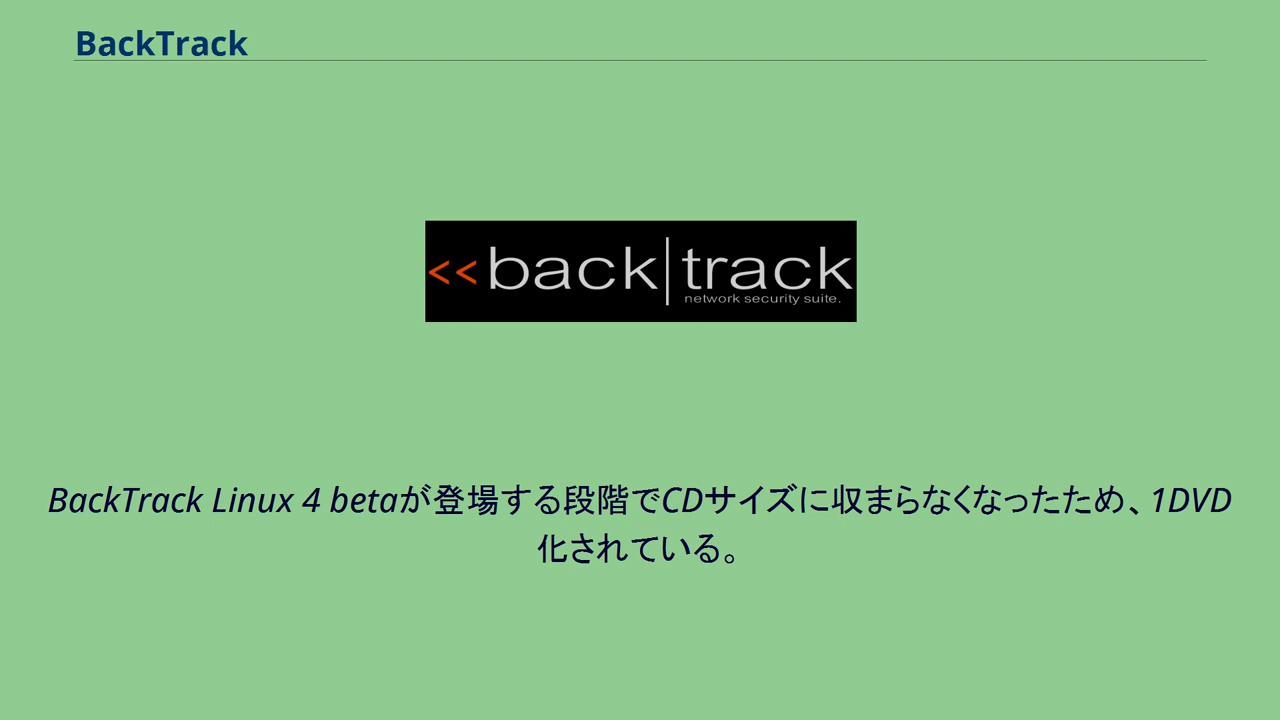 BackTrack
<<back|track
network security suite.
BackTrack Linux 4 betaが登場する段階でCDサイズに収まらなくなったため、1DVD
化されている。